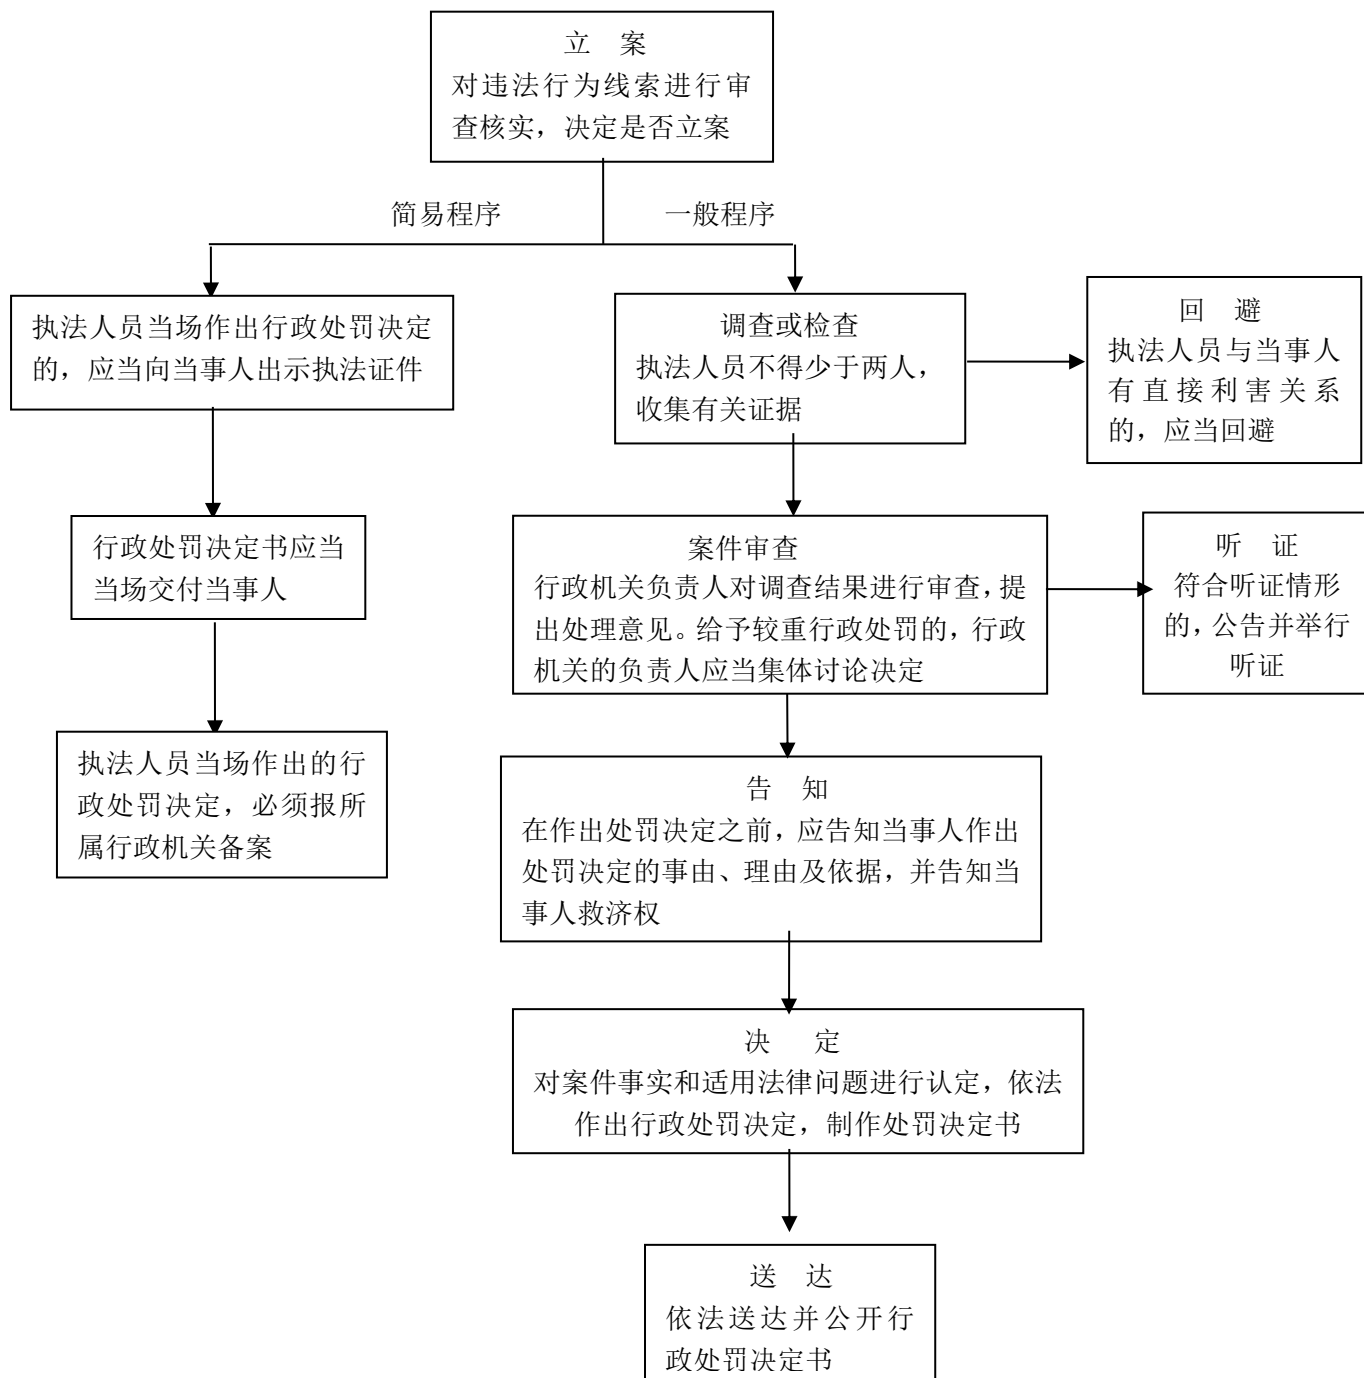 立 案
对违法行为线索进行审
查核实，决定是否立案
简易程序
一般程序
执法人员当场作出行政处罚决定
的，应当向当事人出示执法证件
行政处罚决定书应当
当场交付当事人
执法人员当场作出的行
政处罚决定，必须报所
属行政机关备案
调查或检查
执法人员不得少于两人，
收集有关证据
回 避
执法人员与当事人
有直接利害关系
的，应当回避
案件审查
行政机关负责人对调查结果进行审查，提
出处理意见。给予较重行政处罚的，行政
机关的负责人应当集体讨论决定
听 证
符合听证情形
的，公告并举行
听证
告 知
在作出处罚决定之前，应告知当事人作出
处罚决定的事由、理由及依据，并告知当
事人救济权
决 定
对案件事实和适用法律问题进行认定，依法
作出行政处罚决定，制作处罚决定书
送 达
依法送达并公开行
政处罚决定书